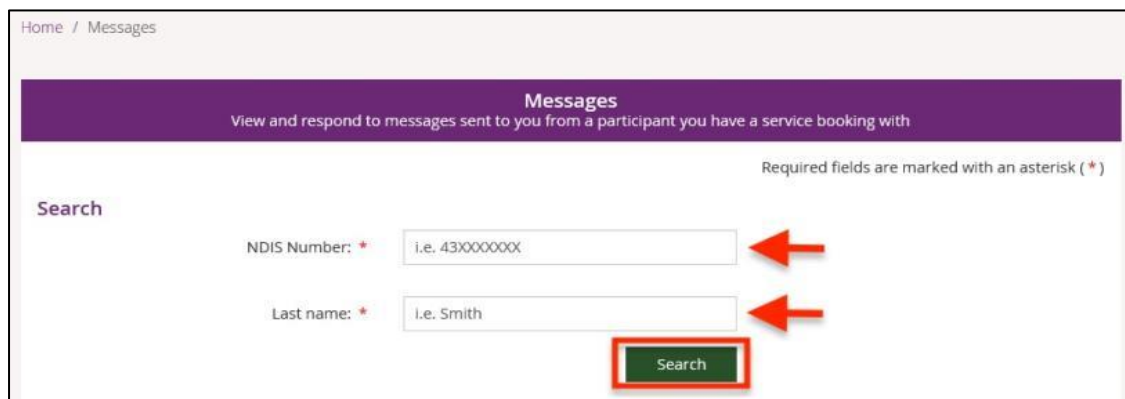 Home / Messages
Messages
View and respond to messages sent to you from a participant you have a service booking with
Required fields are marked with an asterisk (*)
Search
NDIS Number: * i.e. 43XXXXXXX
Last name: * i.e. Smith
Search